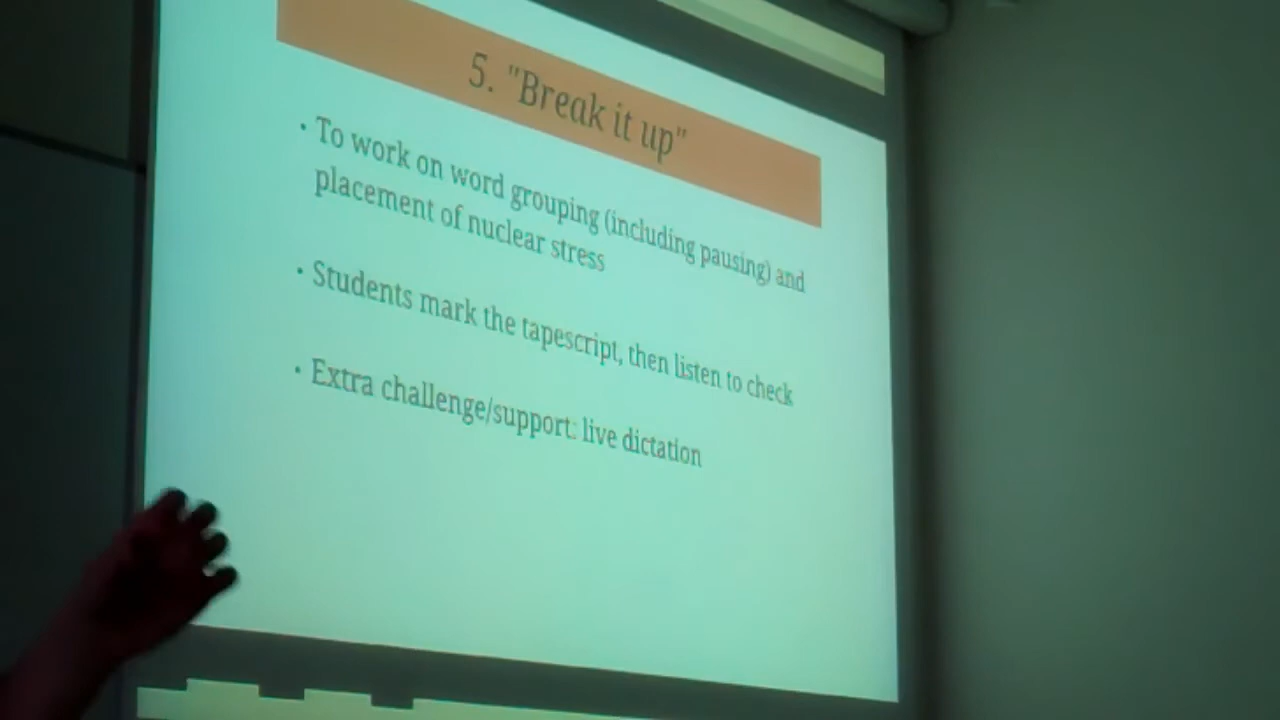 5. "Break it up"
• To work on word grouping (including pausing) and
placement of nuclear stress
• Students mark the tapescript, then listen to check
• Extra challenge/support: live dictation